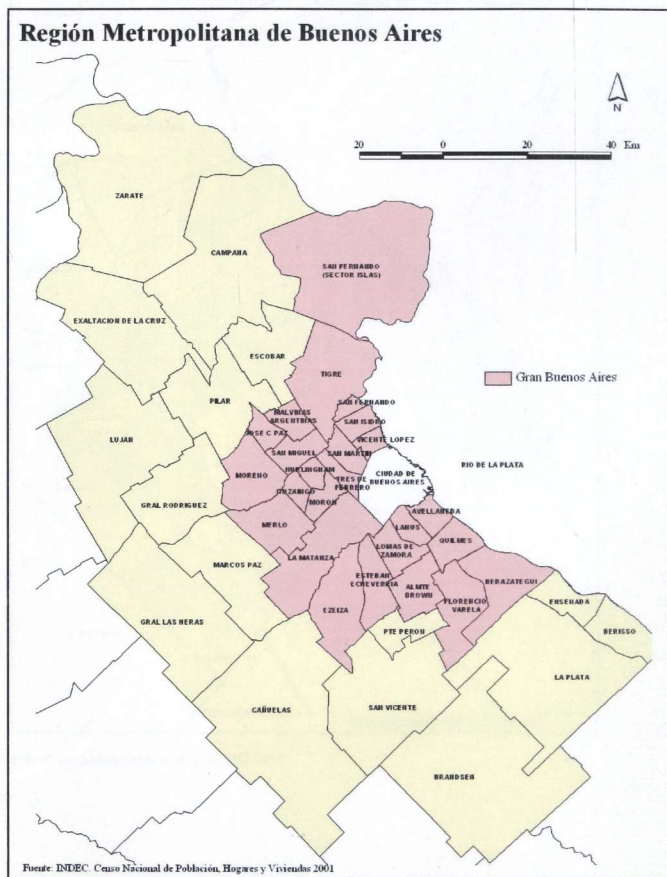 Región Metropolitana de Buenos Aires
N
20 0 20 40 Km
ZARATE
CAMPANA
SAN FERNANDO
(SECTOR ISLAS)
EXALTACION DE LA CRUZ
ESCOBAR
TIGRE
Gran Buenos Aires
PILAR
SAN FERNANDO
MALVINAS
ARGENTINAS
SAN ISIDRO
LUJAN
JOSE C PAZ
VICENTE LOPEZ
SAN MIGUEL
SAN MARTIN
RIO DE LA PLATA
HURLINGHAM
MORENO
TRES DE
FEBRERO
CIUDAD DE
BUENOS AIRES
ITUZAINGO
MORON
GRAL RODRIGUEZ
AVELLANEDA
MERLO
LANUS
QUILMES
LOMAS DE
ZAMORA
MARCOS PAZ
LA MATANZA
ESTEBAN
ECHEVERRIA
ALMTE
BROWN
BERAZATEGUI
FLORENCIO
VARELA
ENSENADA
EZEIZA
GRAL LAS HERAS
PTE PERON
BERISSO
LA PLATA
CAÑUELAS
SAN VICENTE
BRANDSEN
Fuente: INDEC. Censo Nacional de Población, Hogares y Viviendas 2001